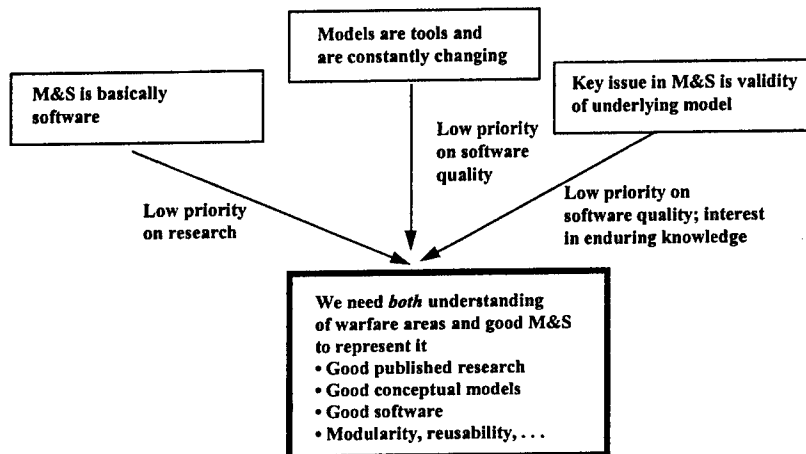 Models are tools and
are constantly changing
M&S is basically
software
Key issue in M&S is validity
of underlying model
Low priority
on software
quality
Low priority
on research
Low priority on
software quality; interest
in enduring knowledge
We need both understanding
of warfare areas and good M&S
to represent it
• Good published research
• Good conceptual models
• Good software
• Modularity, reusability, . . .